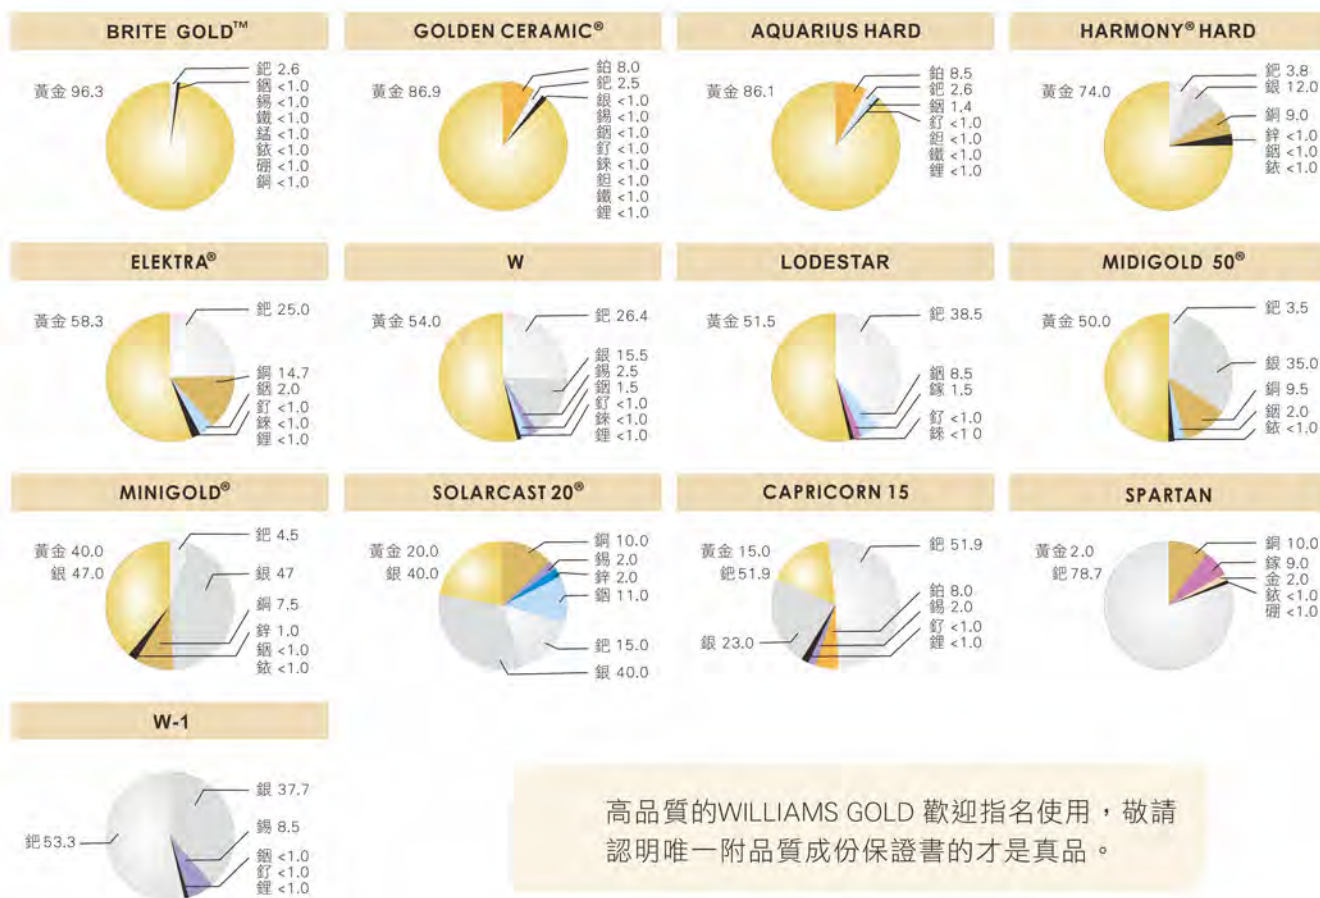 BRITE GOLD™
黃金 96.3
鈀 2.6
銦 <1.0
錫 <1.0
鐵 <1.0
錳 <1.0
錸 <1.0
硼 <1.0
銅 <1.0
GOLDEN CERAMIC®
黃金 86.9
鉑 8.0
鈀 2.5
銀 <1.0
錫 <1.0
銦 <1.0
釕 <1.0
錸 <1.0
鉭 <1.0
鐵 <1.0
鋰 <1.0
AQUARIUS HARD
黃金 86.1
鉑 8.5
鈀 2.6
銦 1.4
釕 <1.0
鉭 <1.0
鐵 <1.0
鋰 <1.0
HARMONY® HARD
黃金 74.0
鈀 3.8
銀 12.0
銅 9.0
鋅 <1.0
銦 <1.0
銥 <1.0
ELEKTRA®
黃金 58.3
鈀 25.0
銅 14.7
銦 2.0
釕 <1.0
錸 <1.0
鋰 <1.0
W
黃金 54.0
鈀 26.4
銀 15.5
錫 2.5
銦 1.5
釕 <1.0
錸 <1.0
鋰 <1.0
LODESTAR
黃金 51.5
鈀 38.5
銦 8.5
鎵 1.5
釕 <1.0
錸 <1 0
MIDIGOLD 50®
黃金 50.0
鈀 3.5
銀 35.0
銅 9.5
銦 2.0
銥 <1.0
MINIGOLD®
黃金 40.0
銀 47.0
鈀 4.5
銀 47
銅 7.5
鋅 1.0
銦 <1.0
銥 <1.0
SOLARCAST 20®
黃金 20.0
銀 40.0
銅 10.0
錫 2.0
鋅 2.0
銦 11.0
鈀 15.0
銀 40.0
CAPRICORN 15
黃金 15.0
鈀 51.9
銀 23.0
鈀 51.9
鉑 8.0
錫 2.0
釕 <1.0
鋰 <1.0
SPARTAN
黃金 2.0
鈀 78.7
銅 10.0
鎵 9.0
金 2.0
銥 <1.0
硼 <1.0
W-1
鈀 53.3
銀 37.7
錫 8.5
銦 <1.0
釕 <1.0
鋰 <1.0
高品質的WILLIAMS GOLD 歡迎指名使用，敬請
認明唯一附品質成份保證書的才是真品。